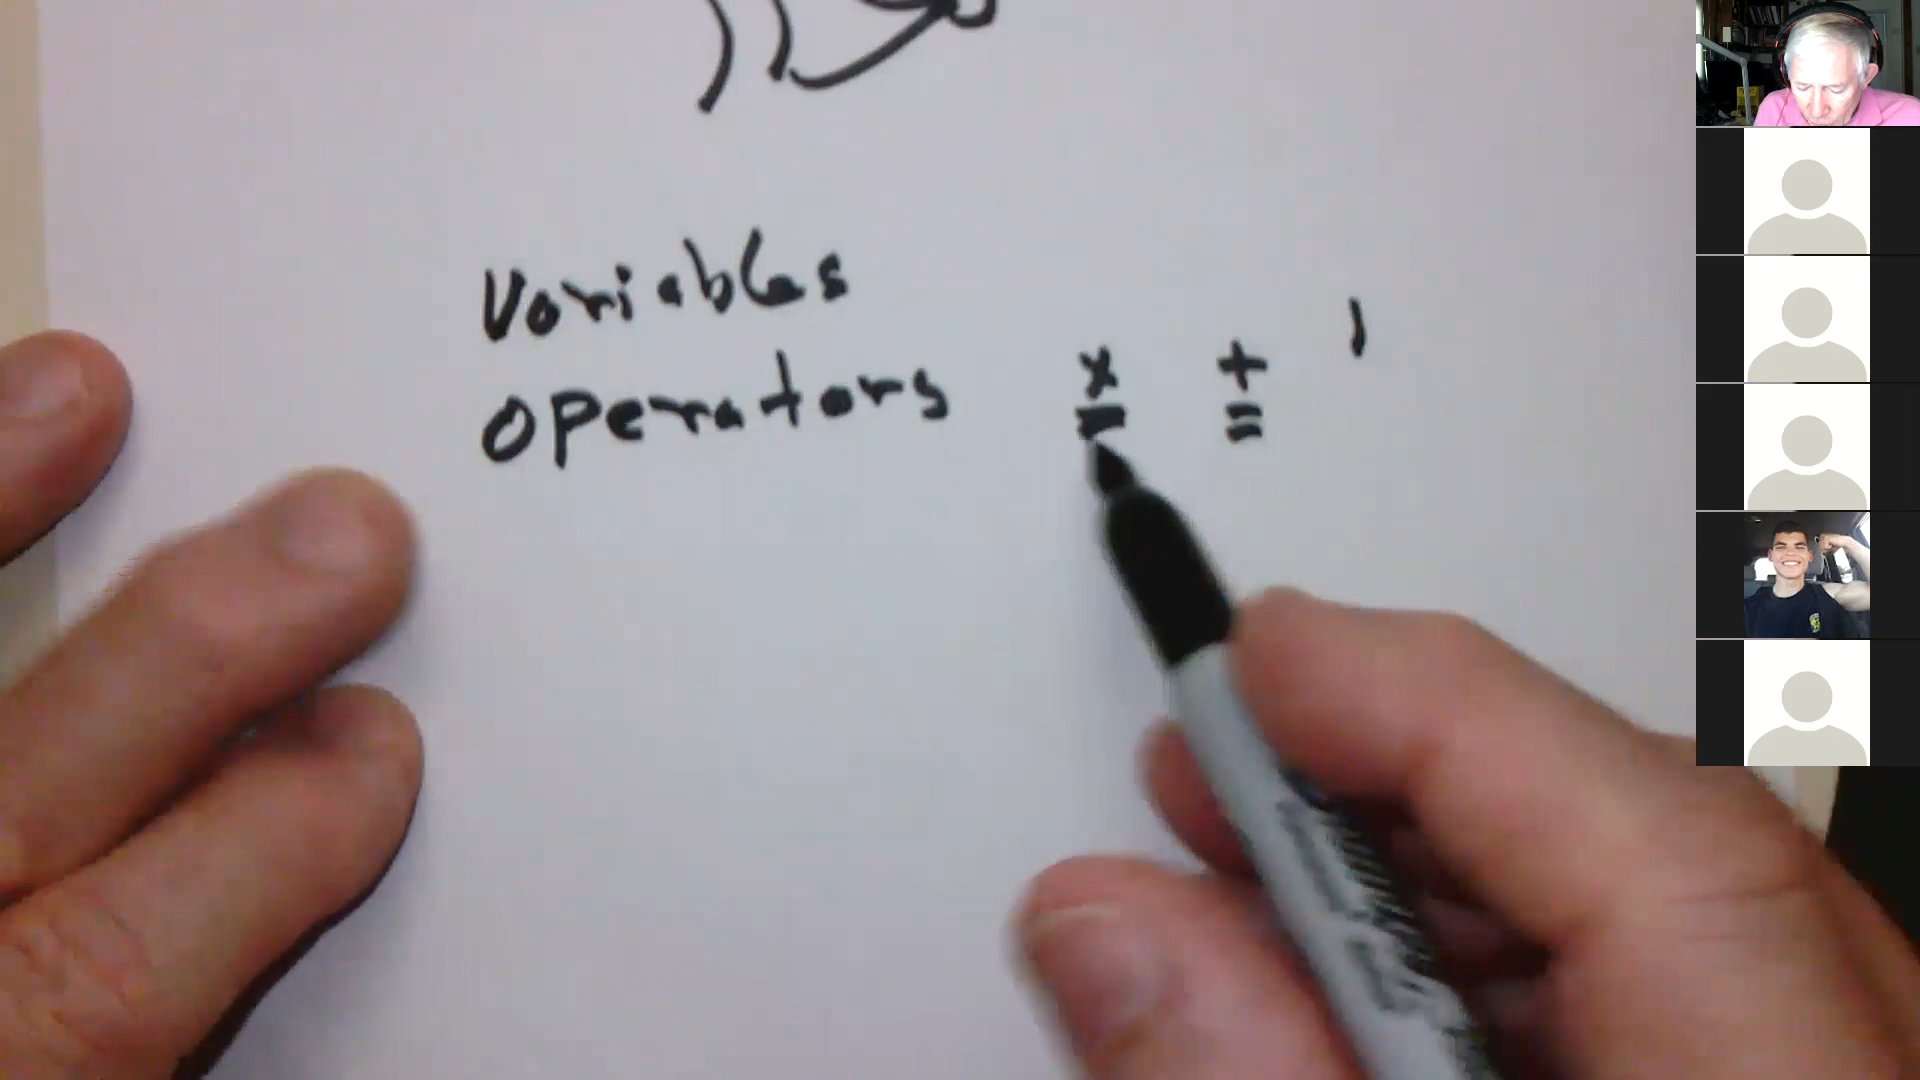 Variables
operators × + '
= =